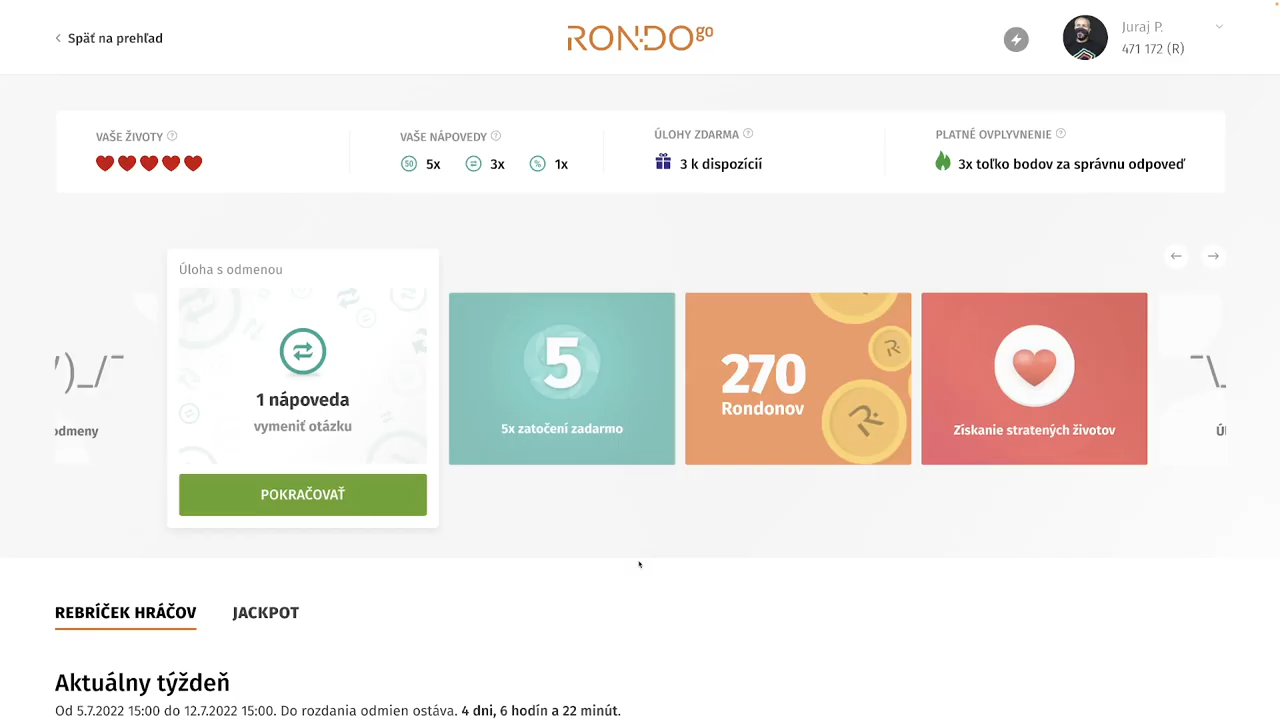 Späť na prehľad
RONDO go
Juraj P.
471 172 (R)
VAŠE ŽIVOTY
VAŠE NÁPOVEDY
50 5x 3x % 1x
ÚLOHY ZDARMA
3 k dispozícií
PLATNÉ OVPLYVNENIE
3x toľko bodov za správnu odpoveď
odmeny
Úloha s odmenou
1 nápoveda
vymeniť otázku
POKRAČOVAŤ
5
5x zatočení zadarmo
270
Rondonov
Získanie stratených životov
REBRÍČEK HRÁČOV
JACKPOT
Aktuálny týždeň
Od 5.7.2022 15:00 do 12.7.2022 15:00. Do rozdania odmien ostáva. 4 dni, 6 hodín a 22 minút.